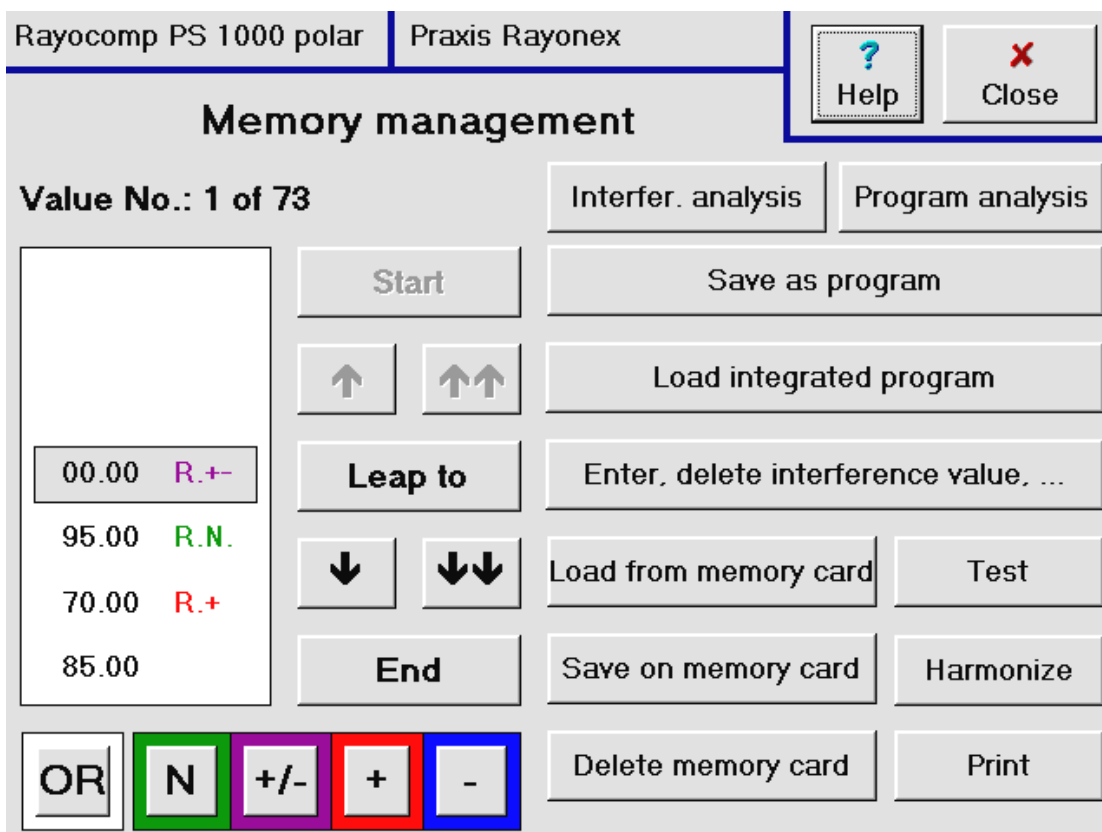 Rayocomp PS 1000 polar
Praxis Rayonex
?
Help
x
Close
Memory management
Value No.: 1 of 73
Interfer. analysis
Program analysis
Start
Save as program
Load integrated program
00.00 R.+-
Leap to
Enter, delete interference value, ...
95.00 R.N.
70.00 R.+
Load from memory card
Test
85.00
End
Save on memory card
Harmonize
OR
N
+/-
+
-
Delete memory card
Print